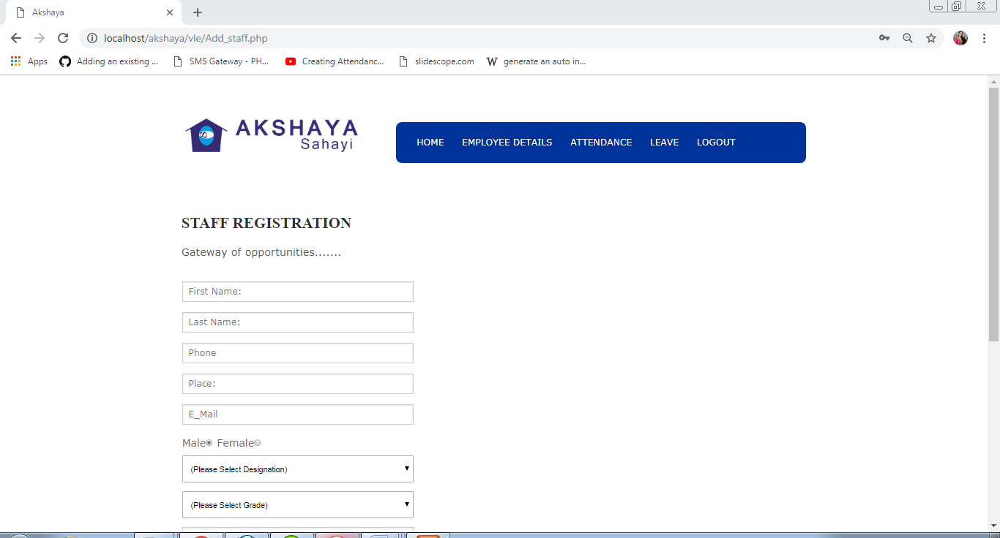 Akshaya
localhost/akshaya/vle/Add_staff.php
Apps Adding an existing ... SMS Gateway - PH... Creating Attendanc... slidescope.com W generate an auto in...
AKSHAYA
Sahayi
HOME EMPLOYEE DETAILS ATTENDANCE LEAVE LOGOUT
STAFF REGISTRATION
Gateway of opportunities.......
First Name:
Last Name:
Phone
Place:
E_Mail
Male Female
(Please Select Designation)
(Please Select Grade)